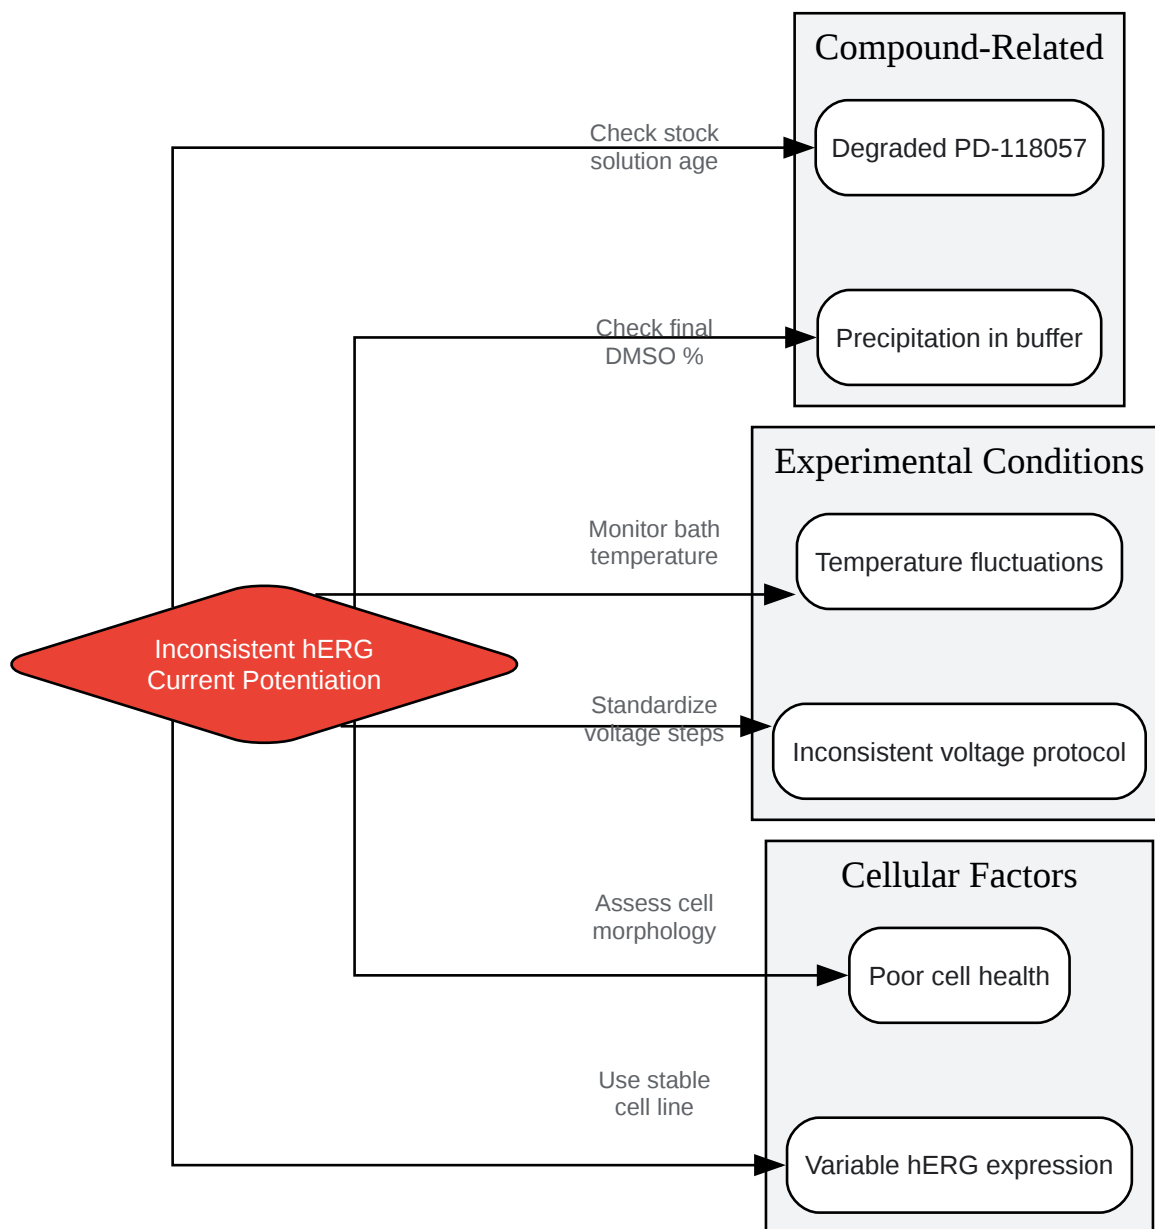 Compound-Related
Check stock
solution age
Degraded PD-118057
Check final
DMSO %
Precipitation in buffer
Experimental Conditions
Monitor bath
temperature
Temperature fluctuations
Inconsistent hERG
Current Potentiation
Standardize
voltage steps
Inconsistent voltage protocol
Cellular Factors
Assess cell
morphology
Poor cell health
Use stable
cell line
Variable hERG expression